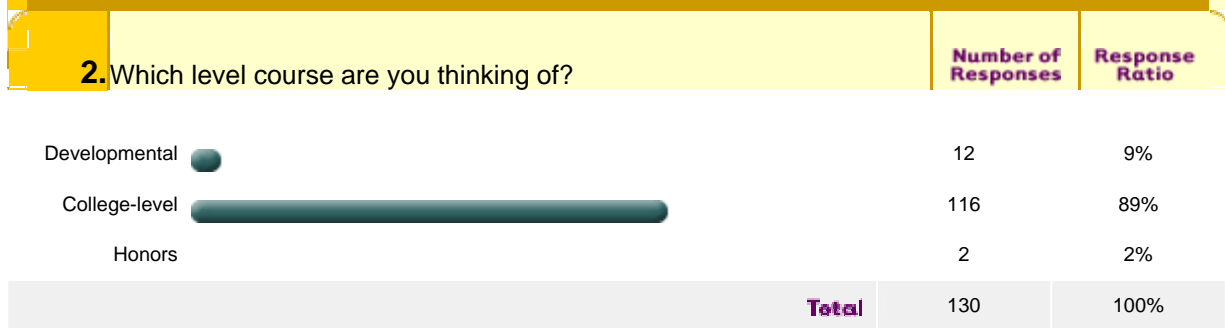 2. Which level course are you thinking of? Number of Responses Response Ratio
Developmental 12 9%
College-level 116 89%
Honors 2 2%
Total 130 100%